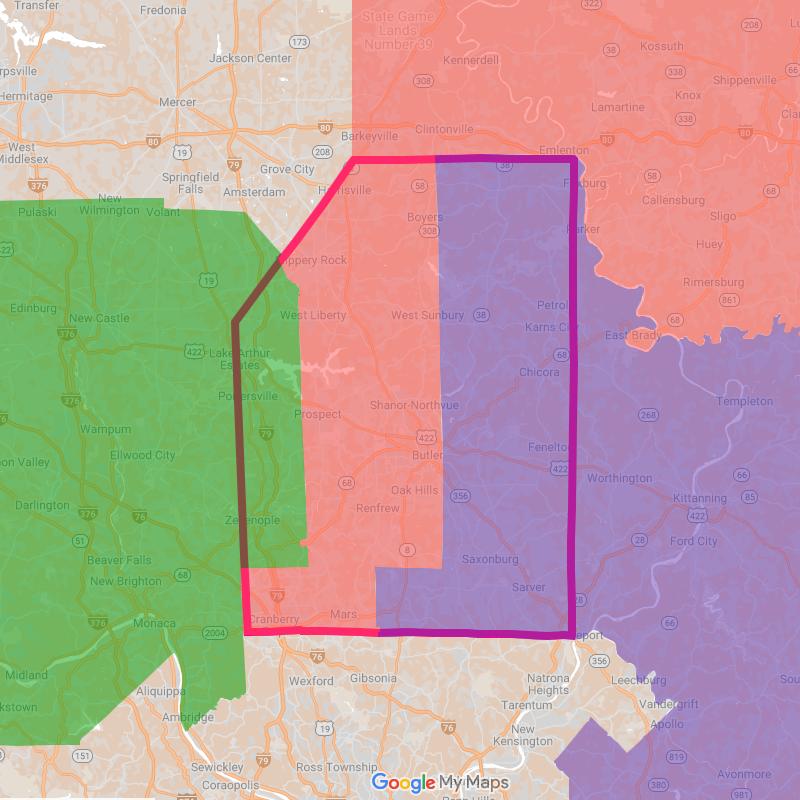 Transfer
Fredonia
State Game
Lands
Number 39
322
208
38
Kossuth
173
Jackson Center
Kennerdell
338
66
Shippenville
308
Hermitage
Mercer
Lamartine
Knox
338
80
Clintonville
Barkeyville
80
80
80
West
Middlesex
19
208
Emlenton
38
376
79
Grove City
Springfield
Falls
Amsterdam
58
58
68
Callensburg
New
Wilmington
Volant
Pulaski
Boyers
308
Sligo
Huey
422
Slippery Rock
19
Rimersburg
861
Edinburg
New Castle
376
West Liberty
West Sunbury
38
Karns City
68
East Brady
68
422
Lake Arthur
Estates
Chicora
Portersville
Templeton
376
Prospect
Shanor-Northvue
268
Wampum
79
422
Butler
Fenelton
422
Ellwood City
66
Worthington
Darlington
68
Oak Hills
356
Kittanning
85
376
76
Renfrew
422
Zelienople
Ford City
51
28
Beaver Falls
8
Saxonburg
New Brighton
68
Sarver
28
79
Mars
Cranberry
376
Monaca
2004
66
76
356
Wexford
Gibsonia
Natrona
Heights
Leechburg
Midland
Aliquippa
Tarentum
Vandergrift
Ambridge
Apollo
19
76
New
Kensington
151
79
819
Sewickley
Ross Township
Avonmore
Coraopolis
376
380
981
Google My Maps